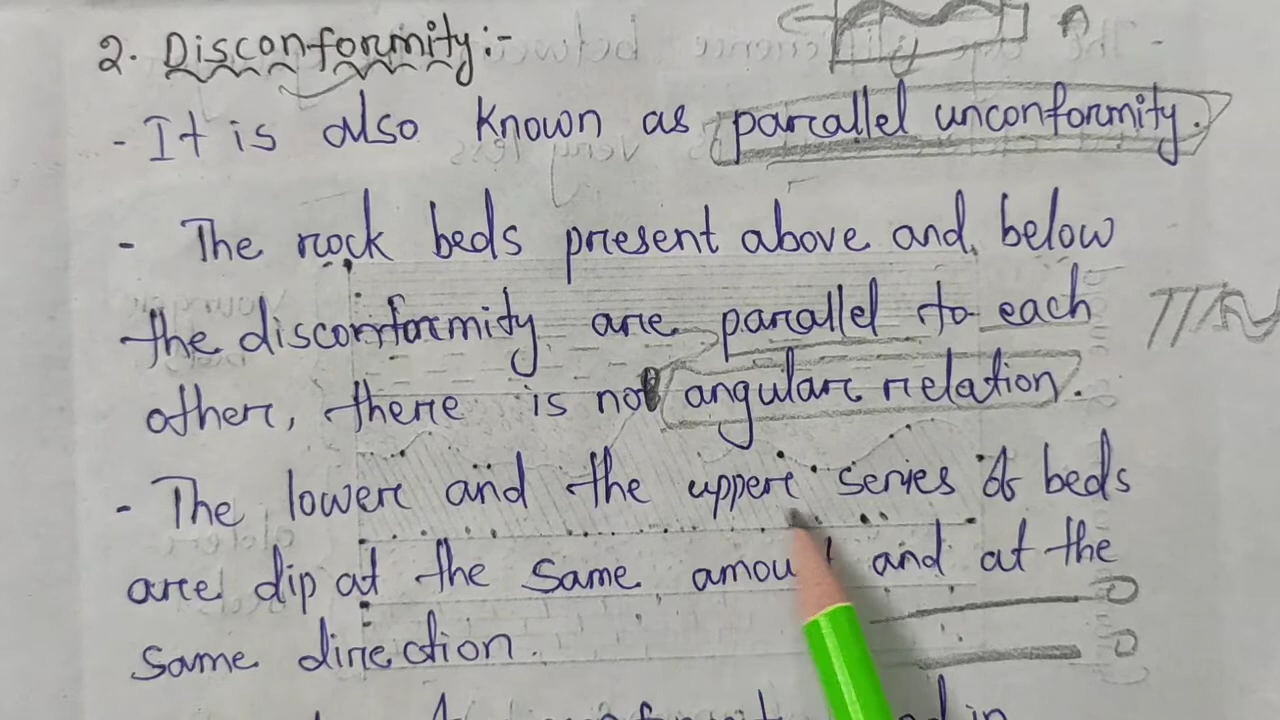 2. Disconformity:-
- It is also known as parallel unconformity.
- The rock beds present above and below
the disconformity are parallel to each
other, there is no angular relation.
- The lower and the upper series of beds
are dip at the same amount and at the
same direction.